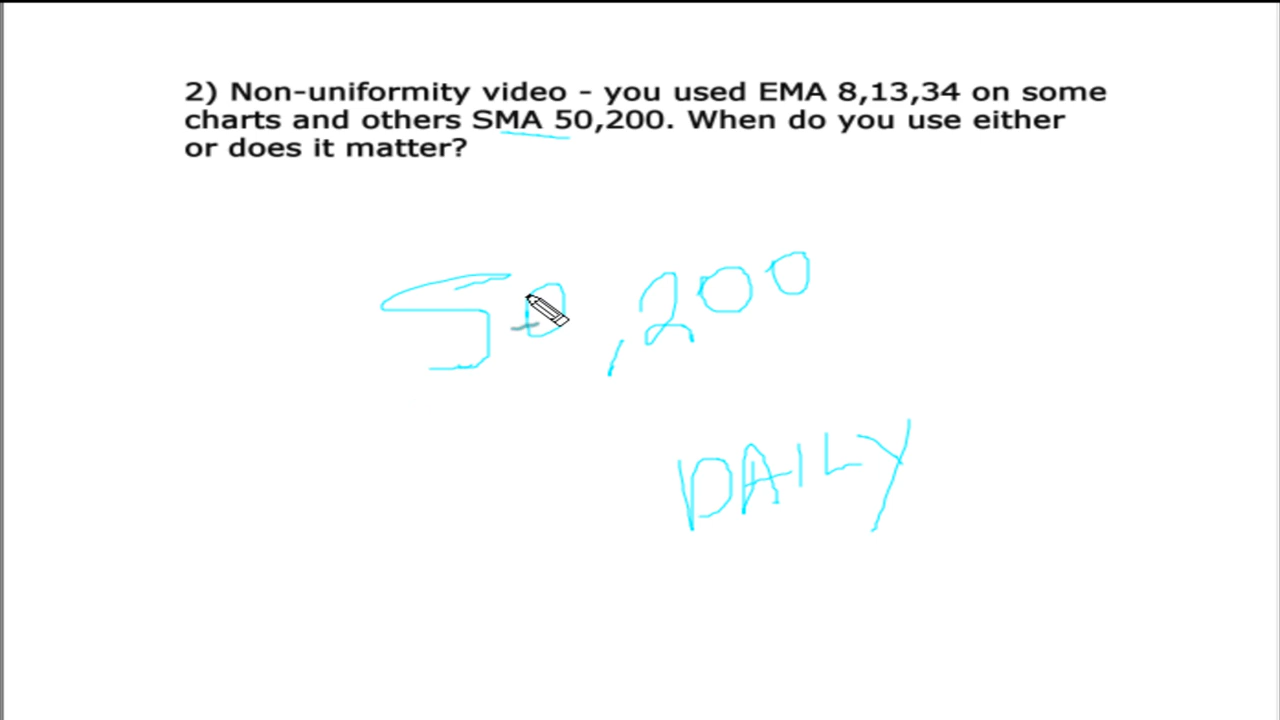 2) Non-uniformity video - you used EMA 8,13,34 on some
charts and others SMA 50,200. When do you use either
or does it matter?
50,200
DAILY